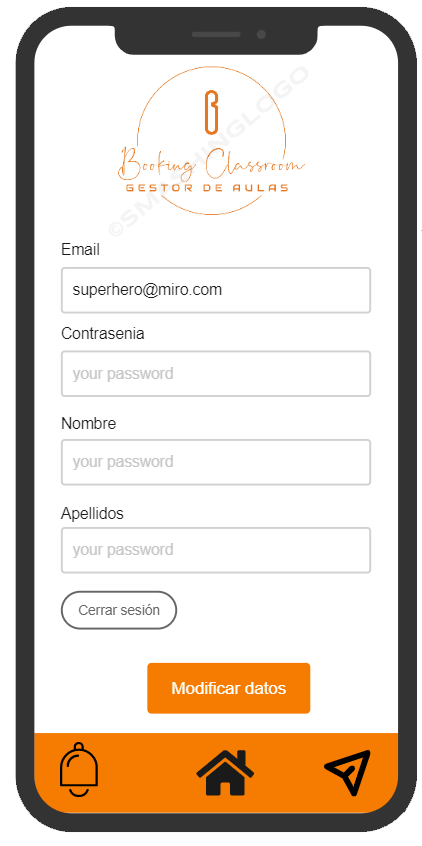 ©SMASHINGLOGO
Booking Classroom
GESTOR DE AULAS
Email
superhero@miro.com
Contrasenia
your password
Nombre
your password
Apellidos
your password
Cerrar sesión
Modificar datos